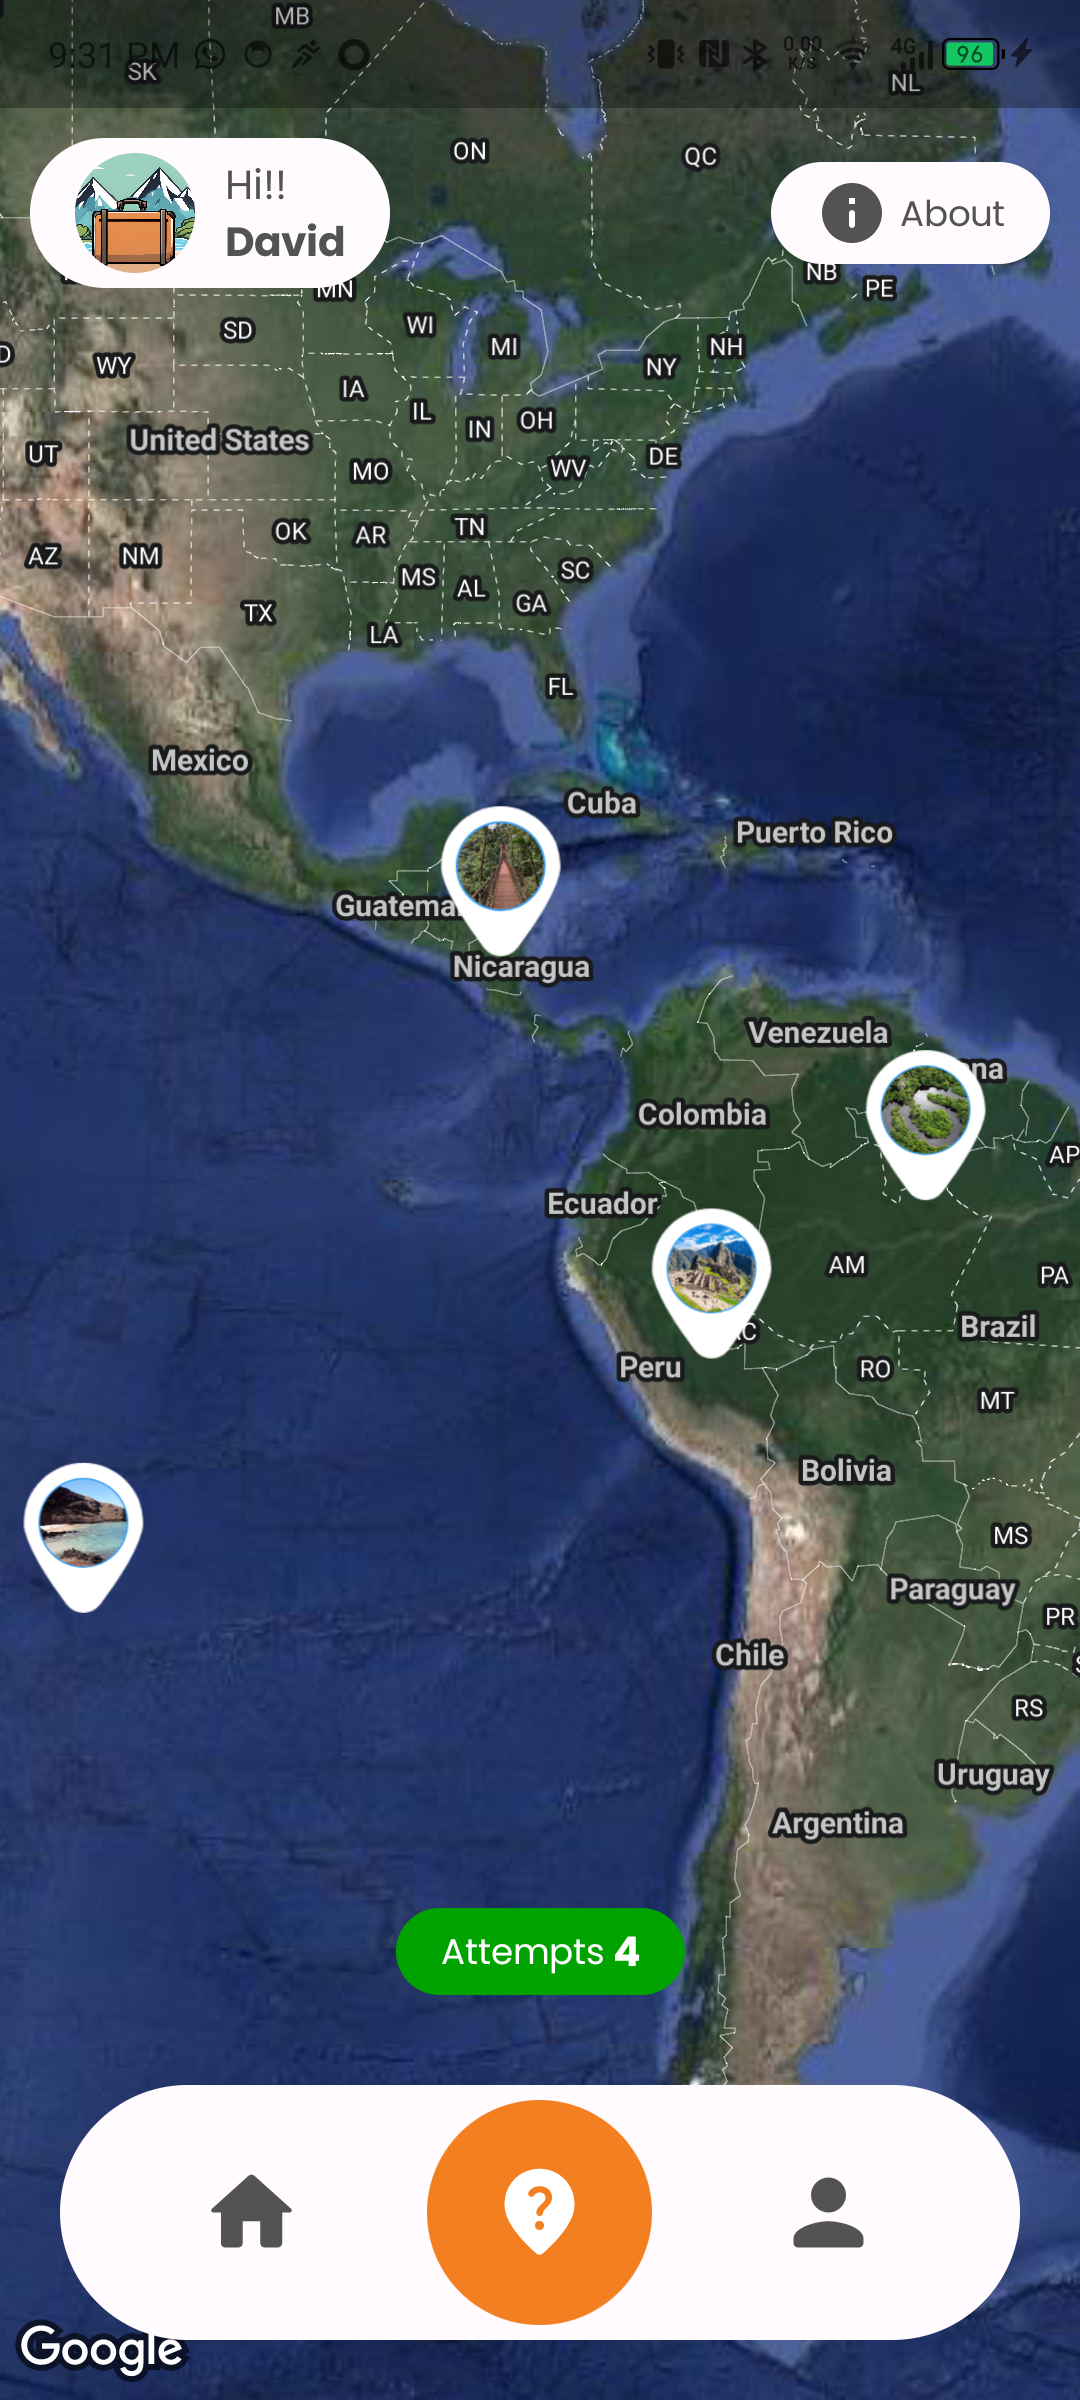 MB
9:31 PM
0.00
K/S
4G
96
SK
NL
ON
QC
Hi!!
David
About
NB
PE
MN
SD
WI
MI
NH
WY
NY
IA
IL
IN
OH
United States
UT
MO
WV
DE
OK
AR
TN
AZ
NM
MS
AL
SC
GA
TX
LA
FL
Mexico
Cuba
Puerto Rico
Guatema
Nicaragua
Venezuela
na
Colombia
AP
Ecuador
AM
PA
Brazil
C
Peru
RO
MT
Bolivia
MS
Paraguay
PR
Chile
RS
Uruguay
Argentina
Attempts 4
Google